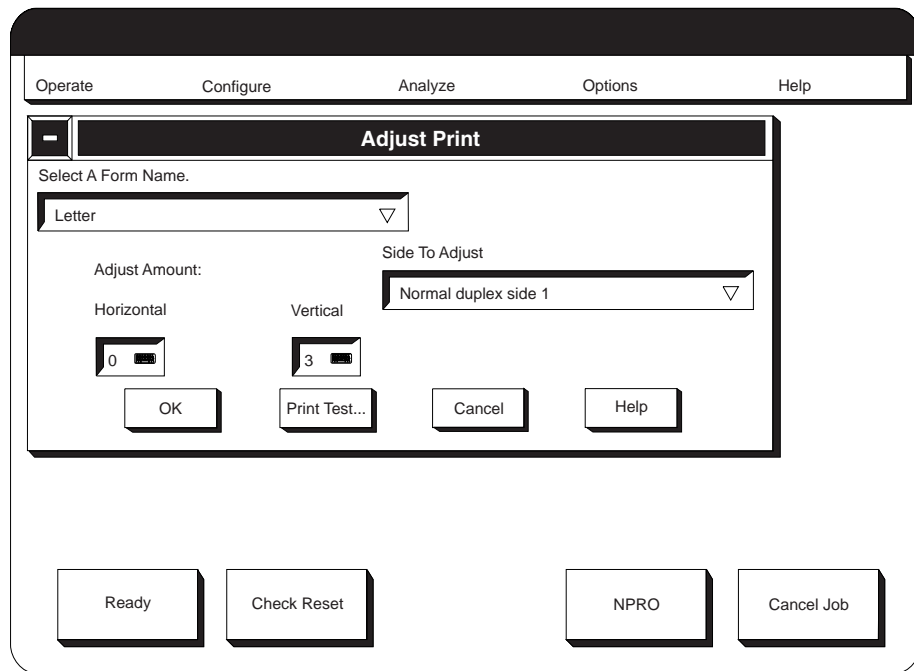 Operate Configure Analyze Options Help
Adjust Print
Select A Form Name.
Letter
Side To Adjust
Adjust Amount:
Normal duplex side 1
Horizontal Vertical
0 3
OK Print Test... Cancel Help
Ready Check Reset NPRO Cancel Job